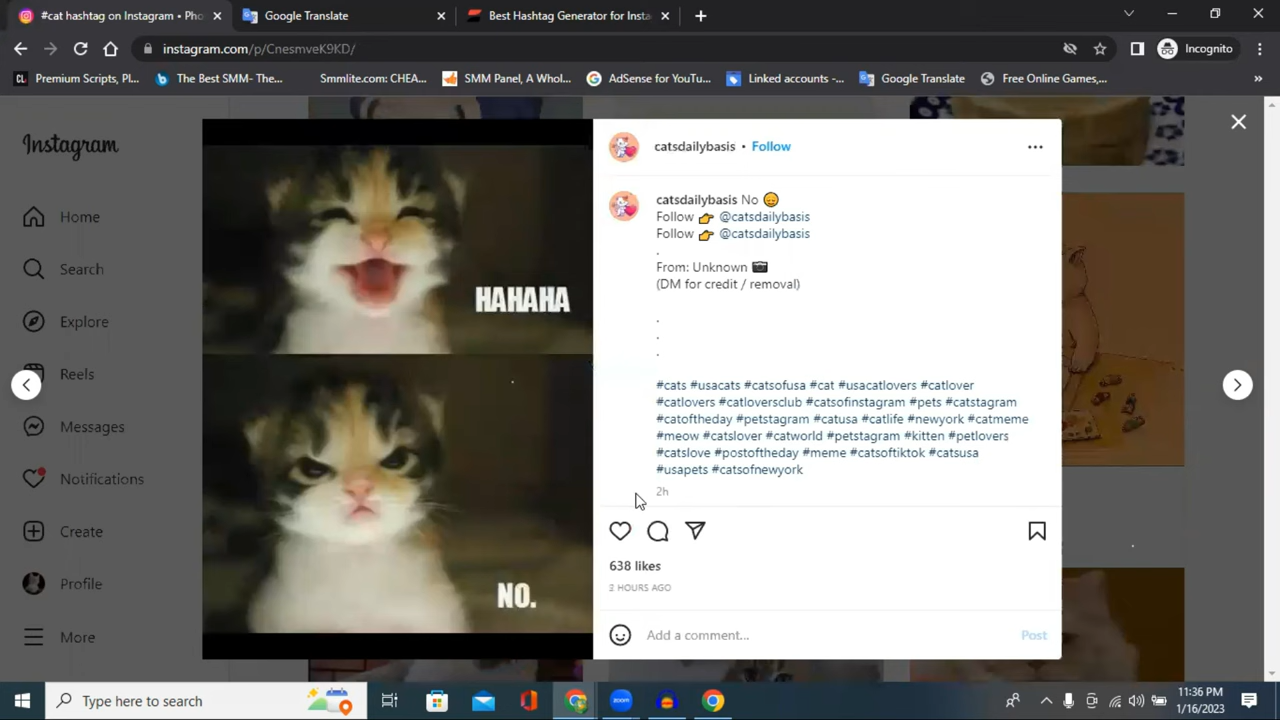 #cat hashtag on Instagram • Pho
Google Translate
Best Hashtag Generator for Insta
instagram.com/p/CnesmveK9KD/
Incognito
Premium Scripts, Pl...
The Best SMM- The...
Smmlite.com: CHEA...
SMM Panel, A Whol...
AdSense for YouTu...
Linked accounts -...
Google Translate
Free Online Games,...
Instagram
Home
Search
Explore
Reels
Messages
Notifications
Create
Profile
More
HAHAHA
NO.
catsdailybasis • Follow
catsdailybasis No 😞
Follow 👉 @catsdailybasis
Follow 👉 @catsdailybasis
.
From: Unknown 📷
(DM for credit / removal)
.
.
.
#cats #usacats #catsofusa #cat #usacatlovers #catlover
#catlovers #catloversclub #catsofinstagram #pets #catstagram
#catoftheday #petstagram #catusa #catlife #newyork #catmeme
#meow #catslover #catworld #petstagram #kitten #petlovers
#catslove #postoftheday #meme #catsoftiktok #catsusa
#usapets #catsofnewyork
2h
638 likes
2 HOURS AGO
Add a comment...
Post
Type here to search
zoom
11:36 PM
1/16/2023